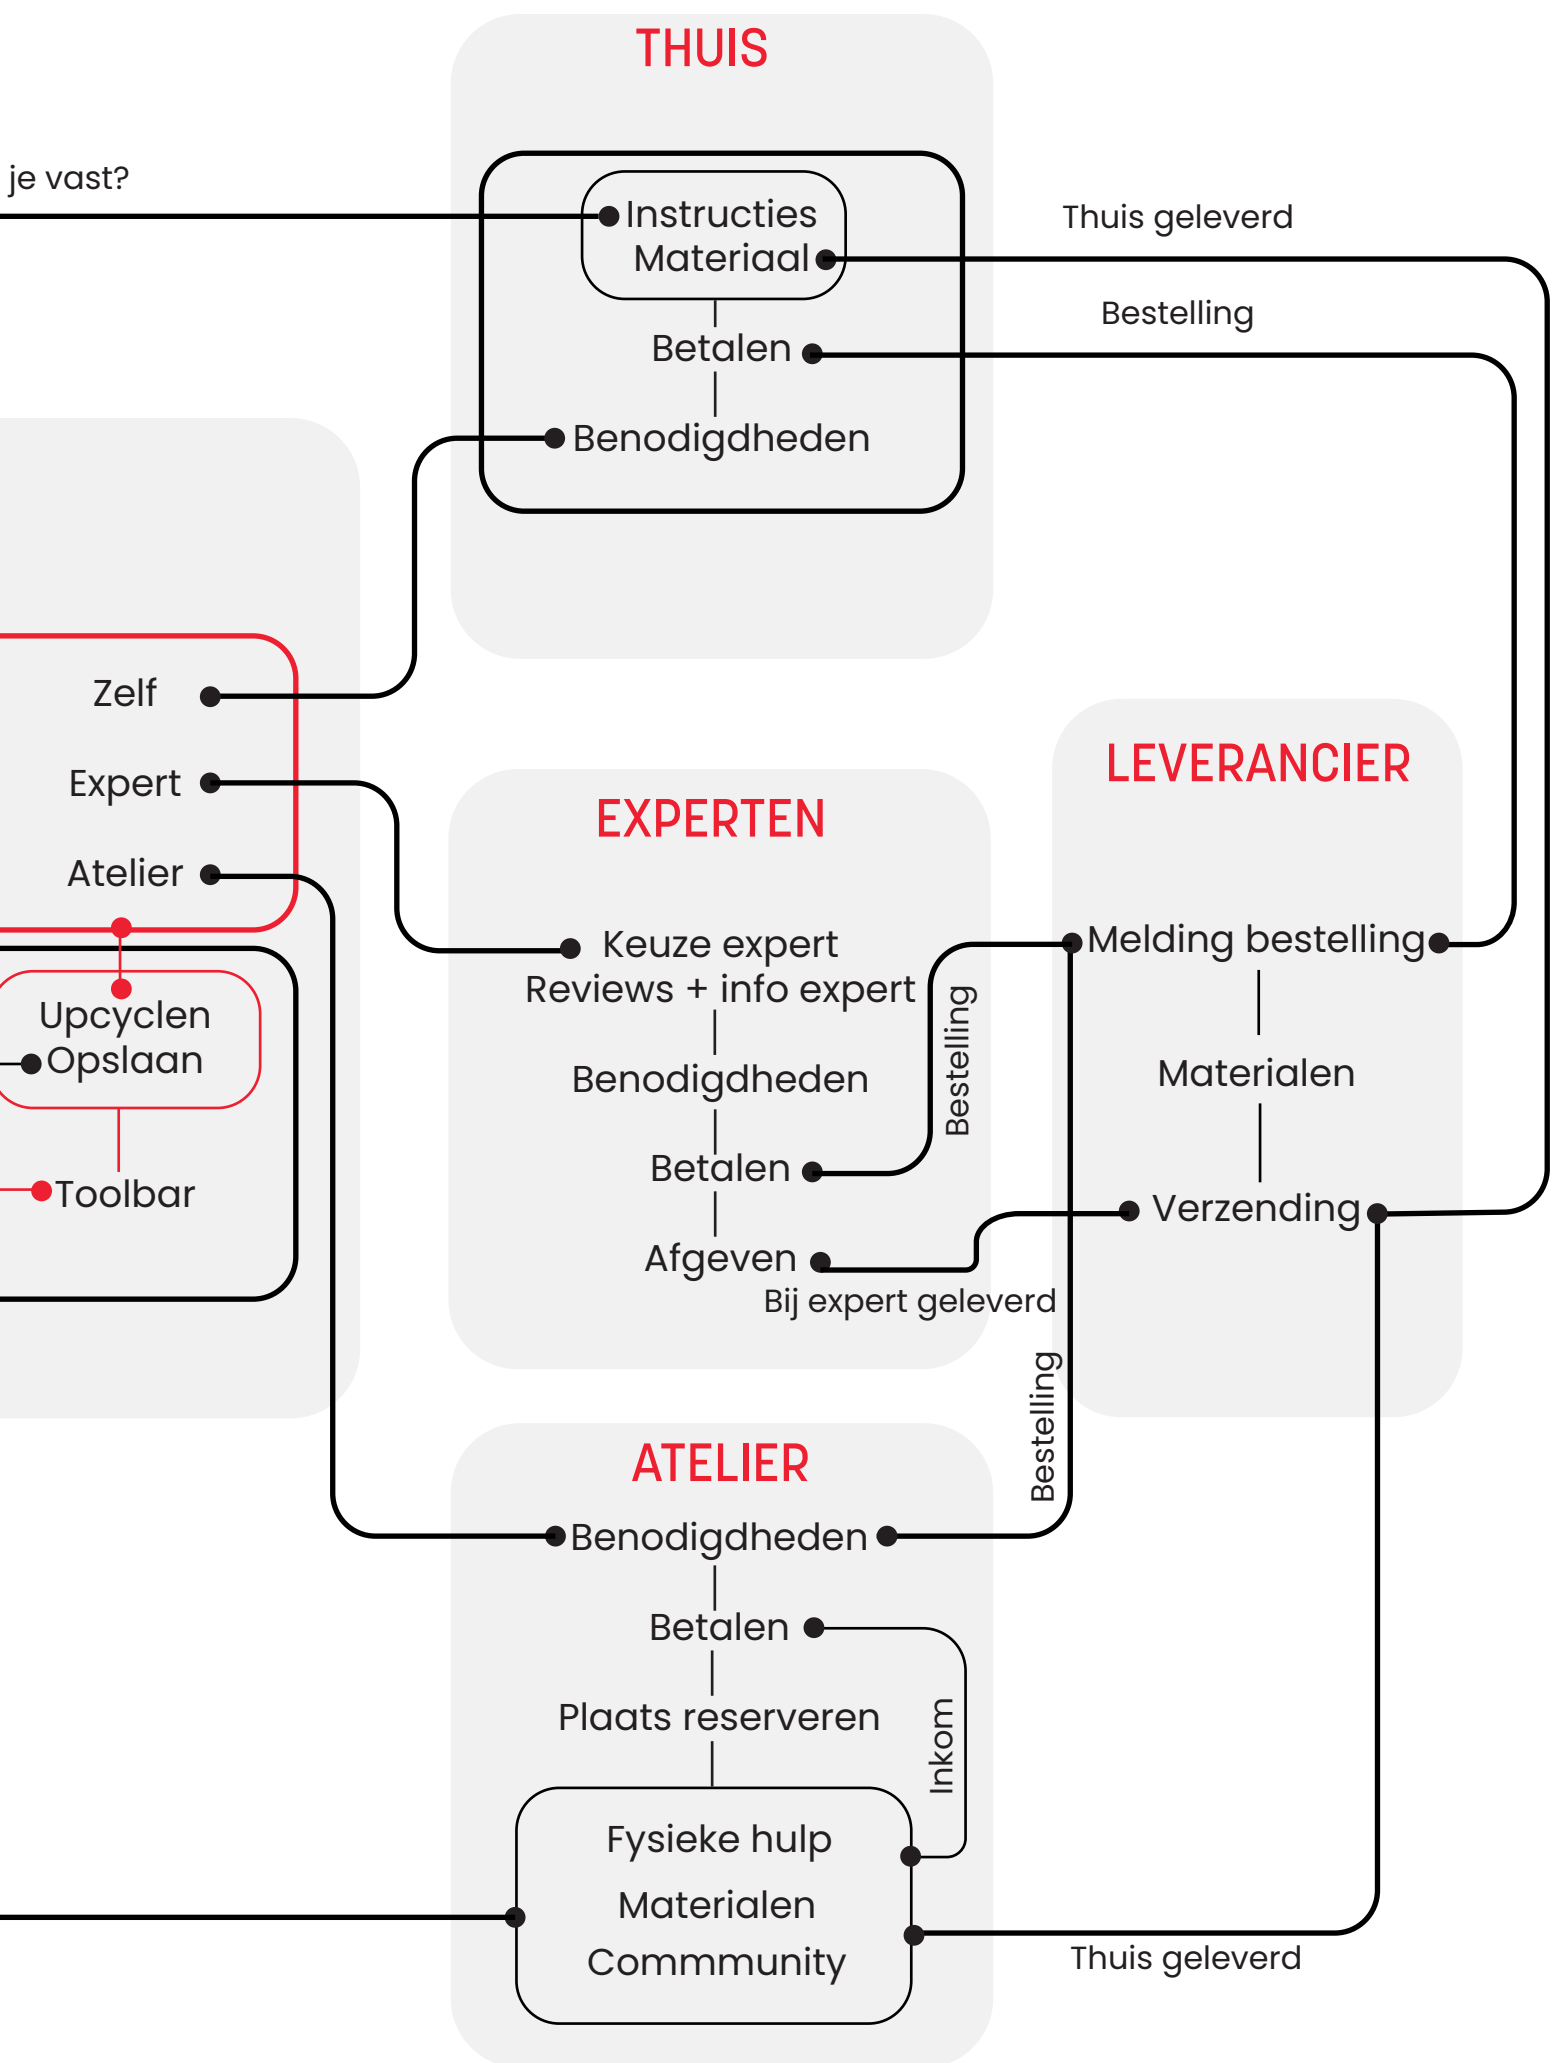 THUIS
je vast?
Instructies
Materiaal
Thuis geleverd
Bestelling
Betalen
Benodigdheden
Zelf
Expert
Atelier
Upcyclen
Opslaan
Toolbar
EXPERTEN
Keuze expert
Reviews + info expert
Benodigdheden
Betalen
Afgeven
Bestelling
Bij expert geleverd
LEVERANCIER
Melding bestelling
Materialen
Verzending
Bestelling
ATELIER
Benodigdheden
Betalen
Plaats reserveren
Inkom
Fysieke hulp
Materialen
Commmunity
Thuis geleverd